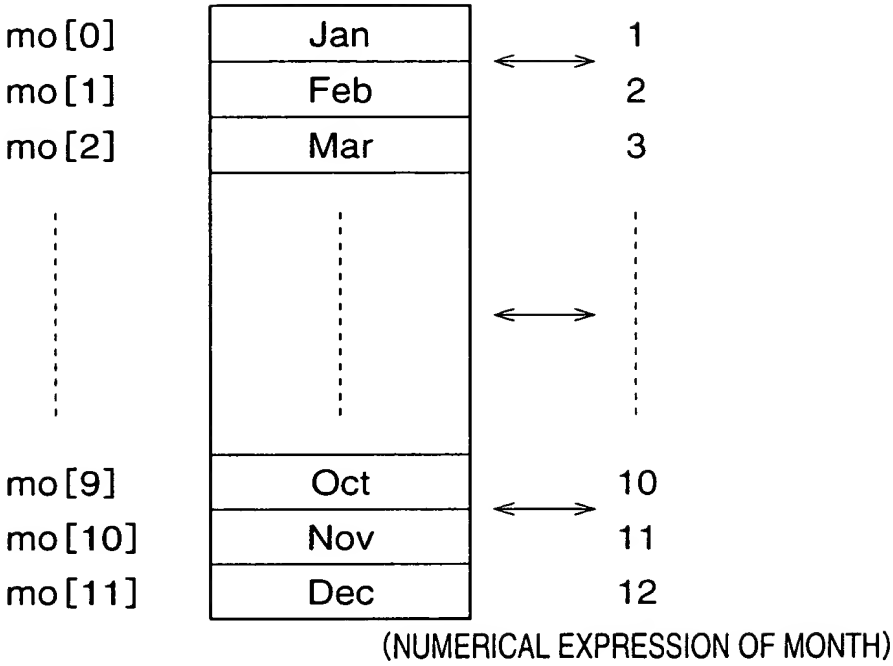 mo[0] Jan 1
mo[1] Feb 2
mo[2] Mar 3
mo[9] Oct 10
mo[10] Nov 11
mo[11] Dec 12
(NUMERICAL EXPRESSION OF MONTH)